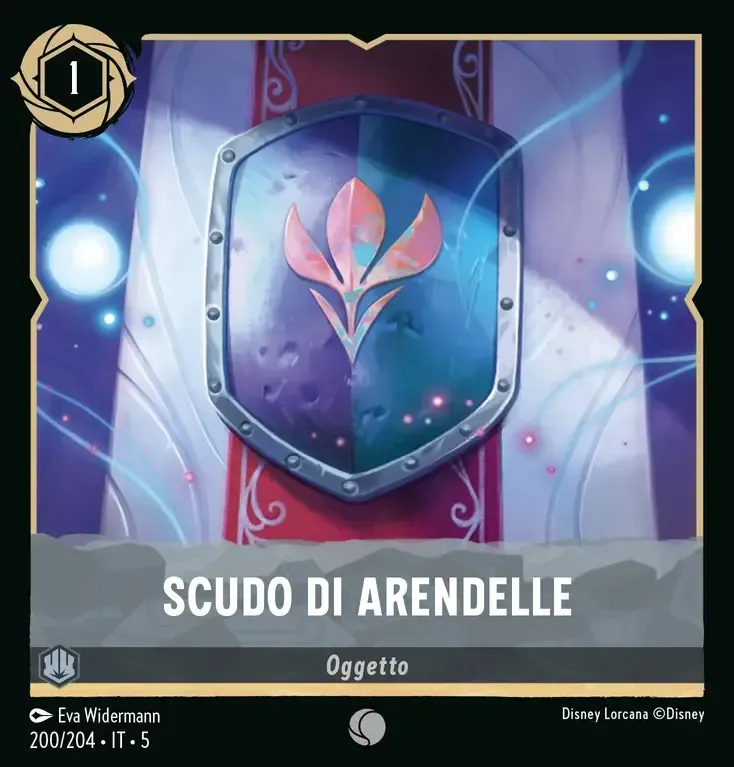 1
SCUDO DI ARENDELLE
Oggetto
Eva Widermann
Disney Lorcana ©Disney
200/204 • IT • 5